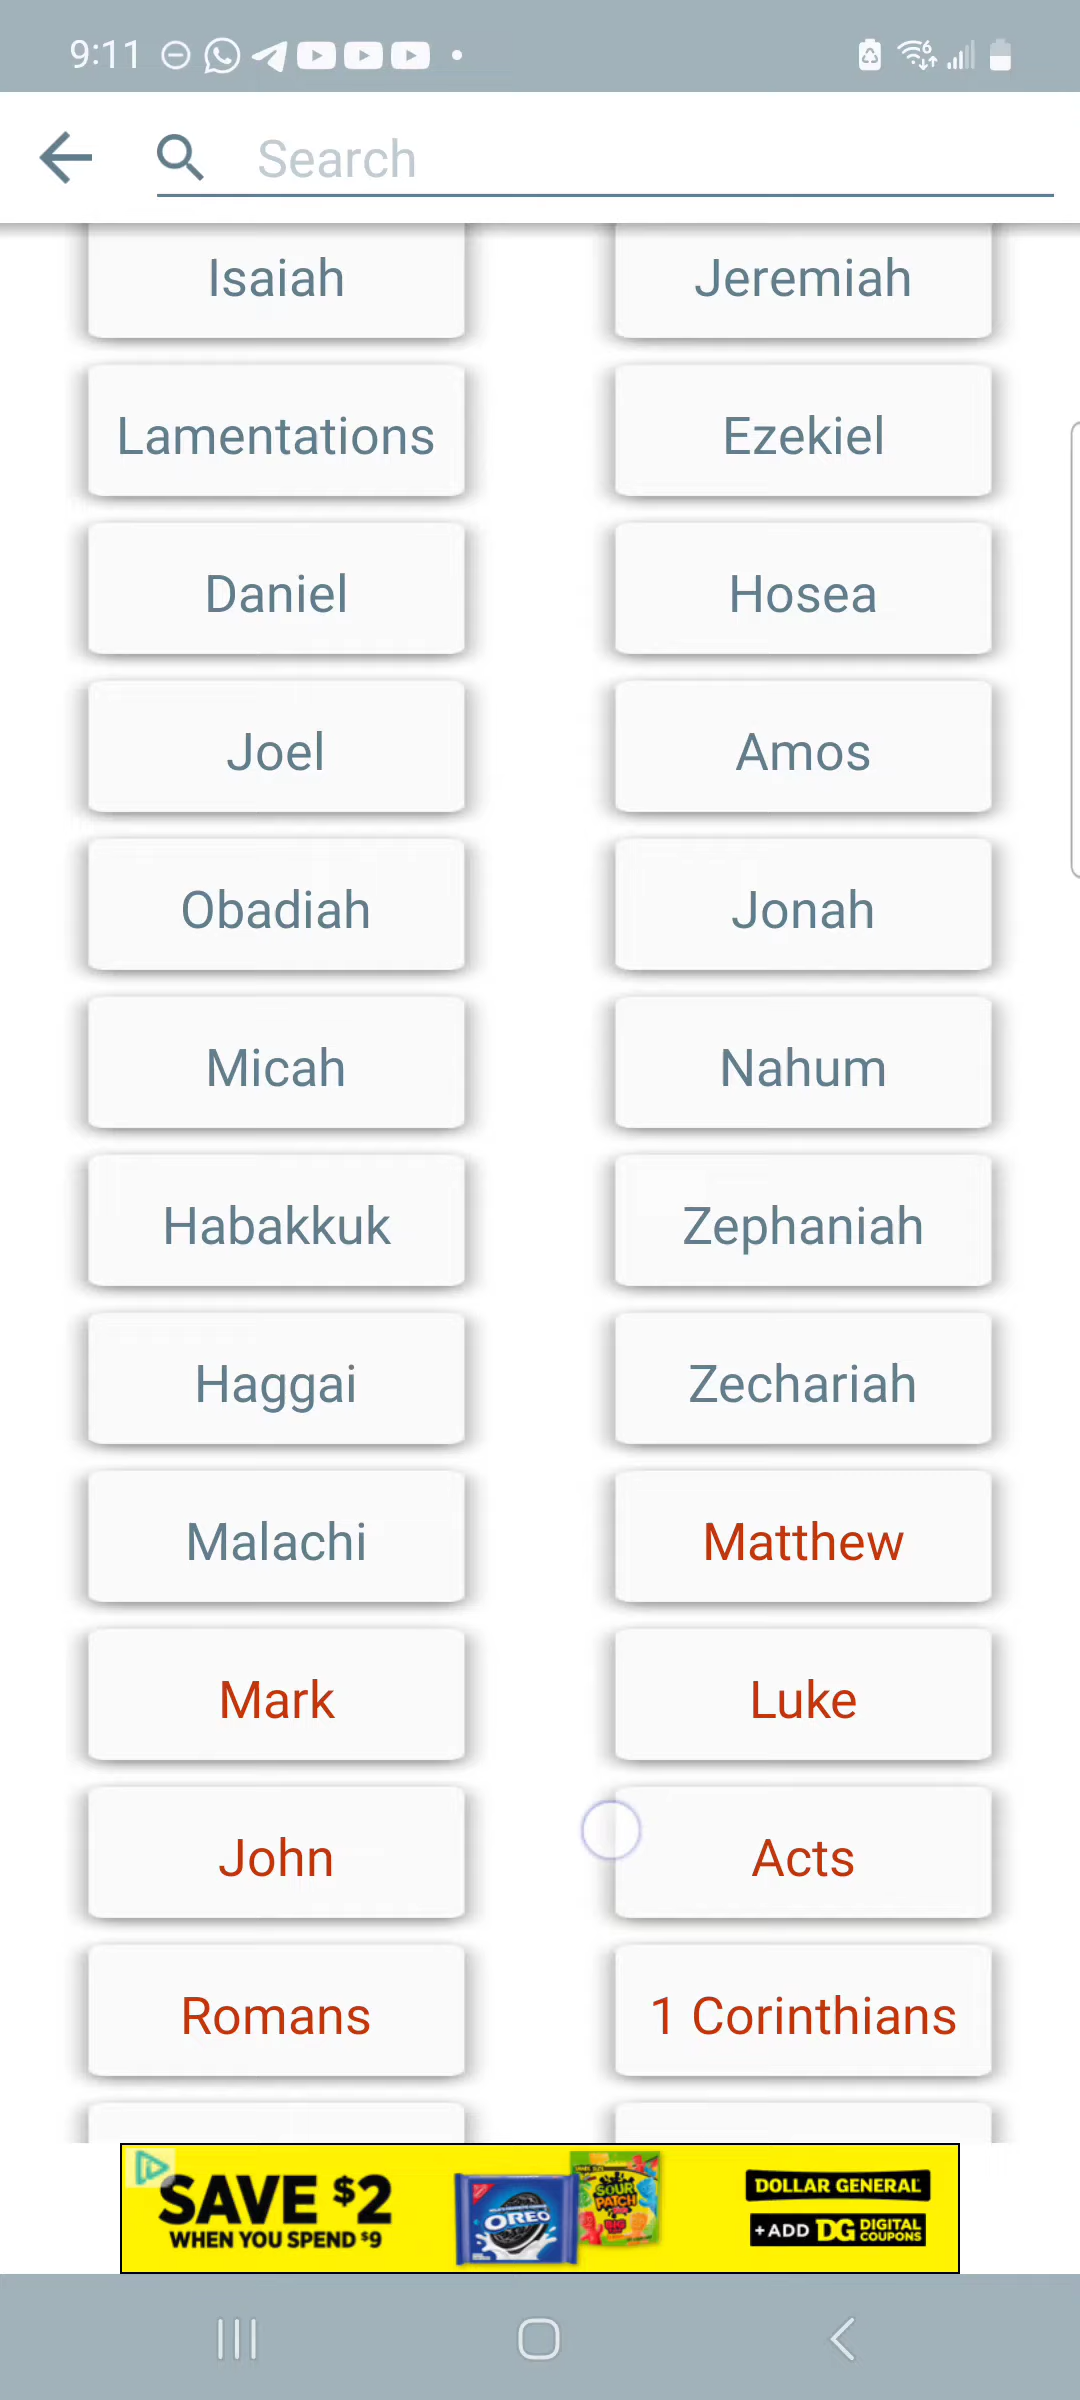 9:11
Search
Isaiah
Jeremiah
Lamentations
Ezekiel
Daniel
Hosea
Joel
Amos
Obadiah
Jonah
Micah
Nahum
Habakkuk
Zephaniah
Haggai
Zechariah
Malachi
Matthew
Mark
Luke
John
Acts
Romans
1 Corinthians
SAVE $2
WHEN YOU SPEND $9
OREO
SOUR
PATCH
DOLLAR GENERAL
+ADD DG DIGITAL
COUPONS